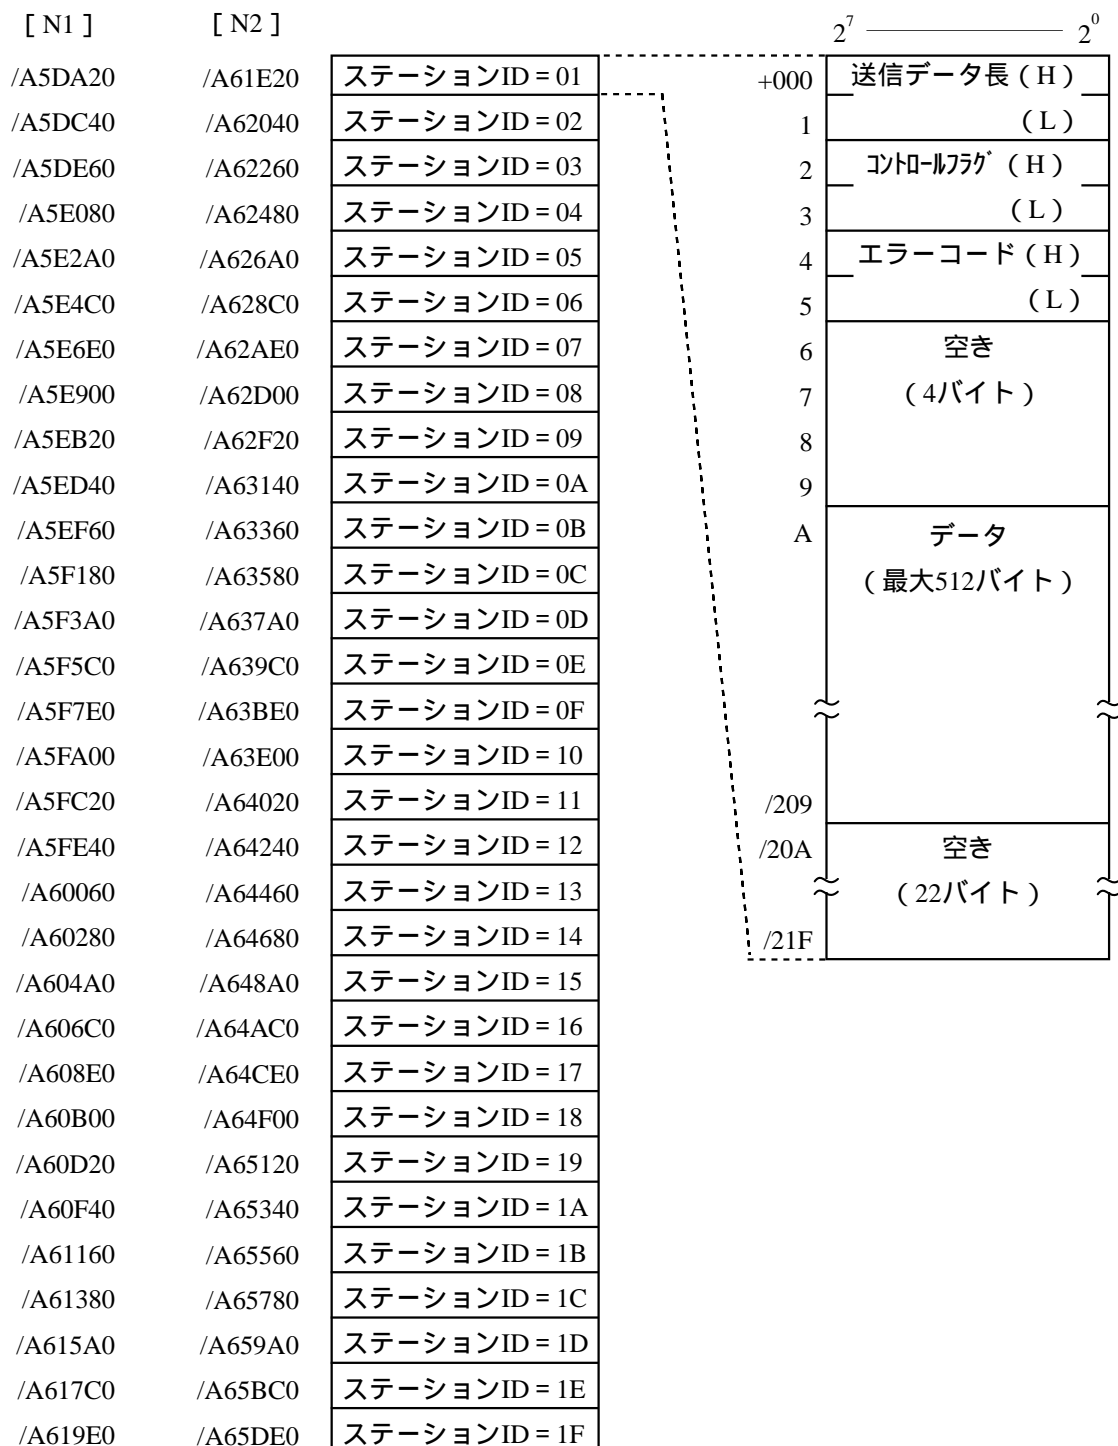 ［ N1 ］ ［ N2 ］ 2^7 2^0
/A5DA20 /A61E20 ステーションID = 01 +000 送信データ長（ H ）
/A5DC40 /A62040 ステーションID = 02 1 （ L ）
/A5DE60 /A62260 ステーションID = 03 2 ｺﾝﾄﾛｰﾙﾌﾗｸﾞ（ H ）
/A5E080 /A62480 ステーションID = 04 3 （ L ）
/A5E2A0 /A626A0 ステーションID = 05 4 エラーコード（ H ）
/A5E4C0 /A628C0 ステーションID = 06 5 （ L ）
/A5E6E0 /A62AE0 ステーションID = 07 6 空き
/A5E900 /A62D00 ステーションID = 08 7 （ 4バイト ）
/A5EB20 /A62F20 ステーションID = 09 8
/A5ED40 /A63140 ステーションID = 0A 9
/A5EF60 /A63360 ステーションID = 0B A データ
/A5F180 /A63580 ステーションID = 0C （ 最大512バイト ）
/A5F3A0 /A637A0 ステーションID = 0D
/A5F5C0 /A639C0 ステーションID = 0E
/A5F7E0 /A63BE0 ステーションID = 0F
/A5FA00 /A63E00 ステーションID = 10
/A5FC20 /A64020 ステーションID = 11 /209
/A5FE40 /A64240 ステーションID = 12 /20A 空き
/A60060 /A64460 ステーションID = 13 （ 22バイト ）
/A60280 /A64680 ステーションID = 14 /21F
/A604A0 /A648A0 ステーションID = 15
/A606C0 /A64AC0 ステーションID = 16
/A608E0 /A64CE0 ステーションID = 17
/A60B00 /A64F00 ステーションID = 18
/A60D20 /A65120 ステーションID = 19
/A60F40 /A65340 ステーションID = 1A
/A61160 /A65560 ステーションID = 1B
/A61380 /A65780 ステーションID = 1C
/A615A0 /A659A0 ステーションID = 1D
/A617C0 /A65BC0 ステーションID = 1E
/A619E0 /A65DE0 ステーションID = 1F